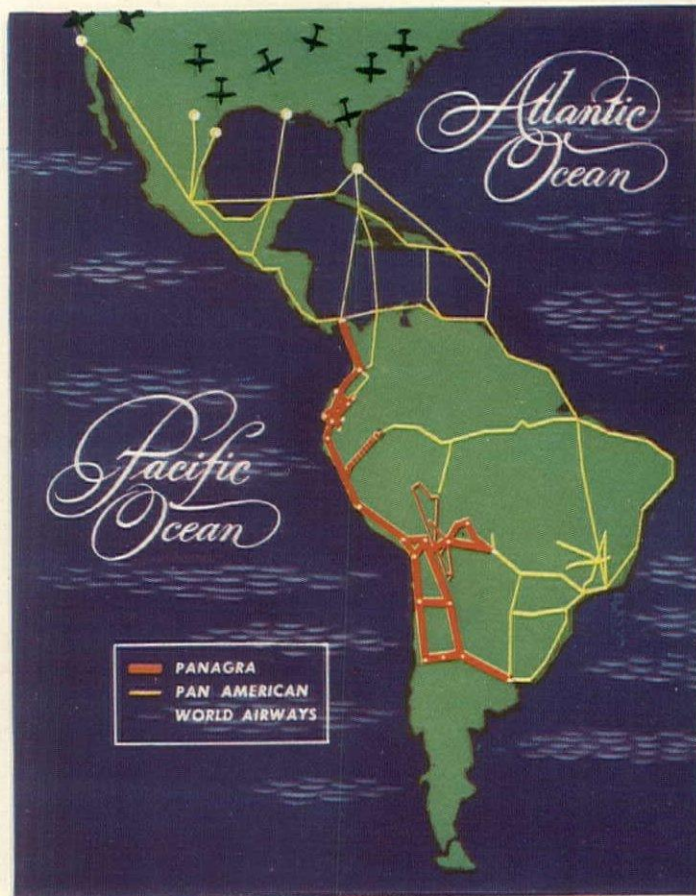 Atlantic
Ocean
Pacific
Ocean
PANAGRA
PAN AMERICAN
WORLD AIRWAYS